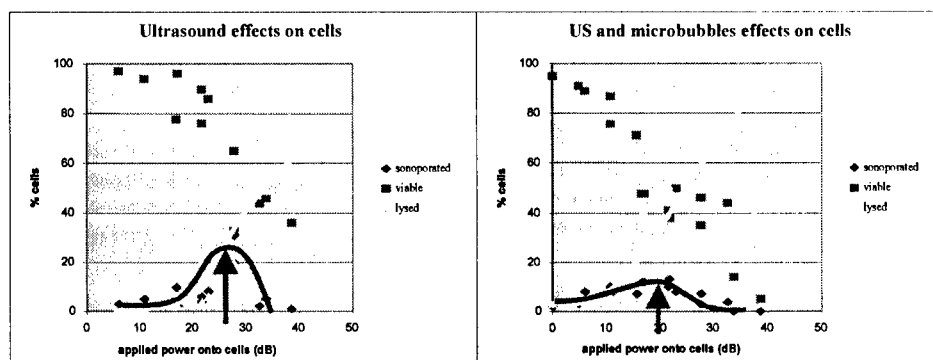 Ultrasound effects on cells
100
80
60
40
20
0
% cells
0 10 20 30 40 50
applied power onto cells (dB)
sonoporated
viable
lysed
US and microbubbles effects on cells
100
80
60
40
20
0
% cells
0 10 20 30 40 50
applied power onto cells (dB)
sonoporated
viable
lysed